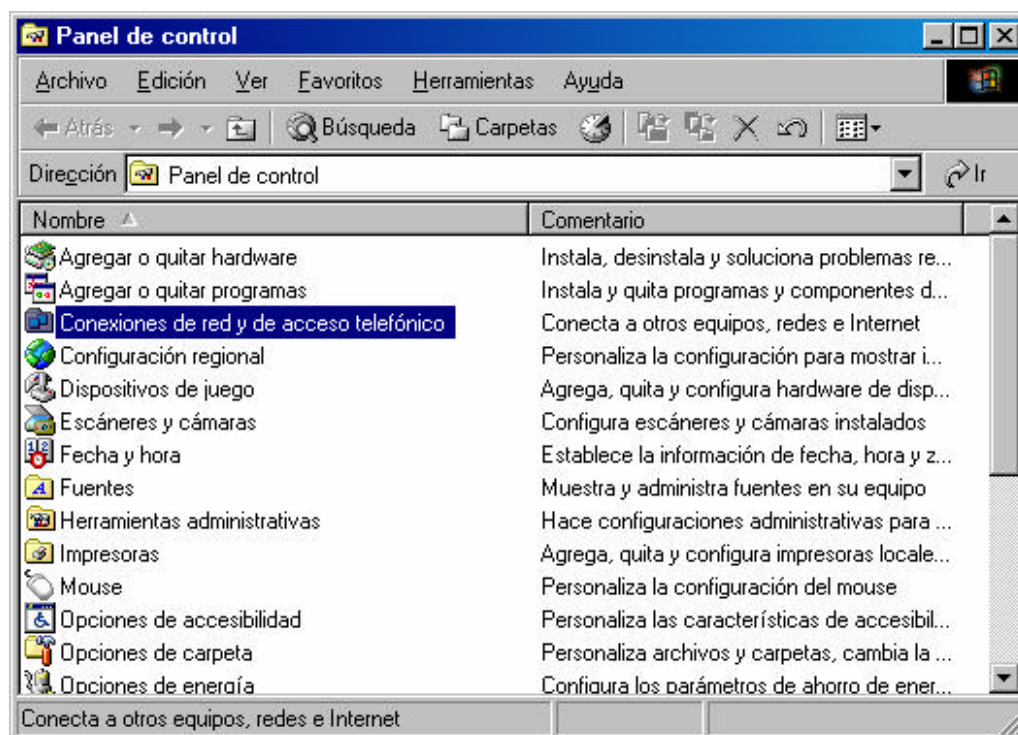 Panel de control
Archivo Edición Ver Favoritos Herramientas Ayuda
Atrás Búsqueda Carpetas
Dirección Panel de control Ir
Nombre Comentario
Agregar o quitar hardware Instala, desinstala y soluciona problemas re...
Agregar o quitar programas Instala y quita programas y componentes d...
Conexiones de red y de acceso telefónico Conecta a otros equipos, redes e Internet
Configuración regional Personaliza la configuración para mostrar i...
Dispositivos de juego Agrega, quita y configura hardware de disp...
Escáneres y cámaras Configura escáneres y cámaras instalados
Fecha y hora Establece la información de fecha, hora y z...
Fuentes Muestra y administra fuentes en su equipo
Herramientas administrativas Hace configuraciones administrativas para ...
Impresoras Agrega, quita y configura impresoras locale...
Mouse Personaliza la configuración del mouse
Opciones de accesibilidad Personaliza las características de accesibil...
Opciones de carpeta Personaliza archivos y carpetas, cambia la ...
Opciones de energía Configura los parámetros de ahorro de ener...
Conecta a otros equipos, redes e Internet